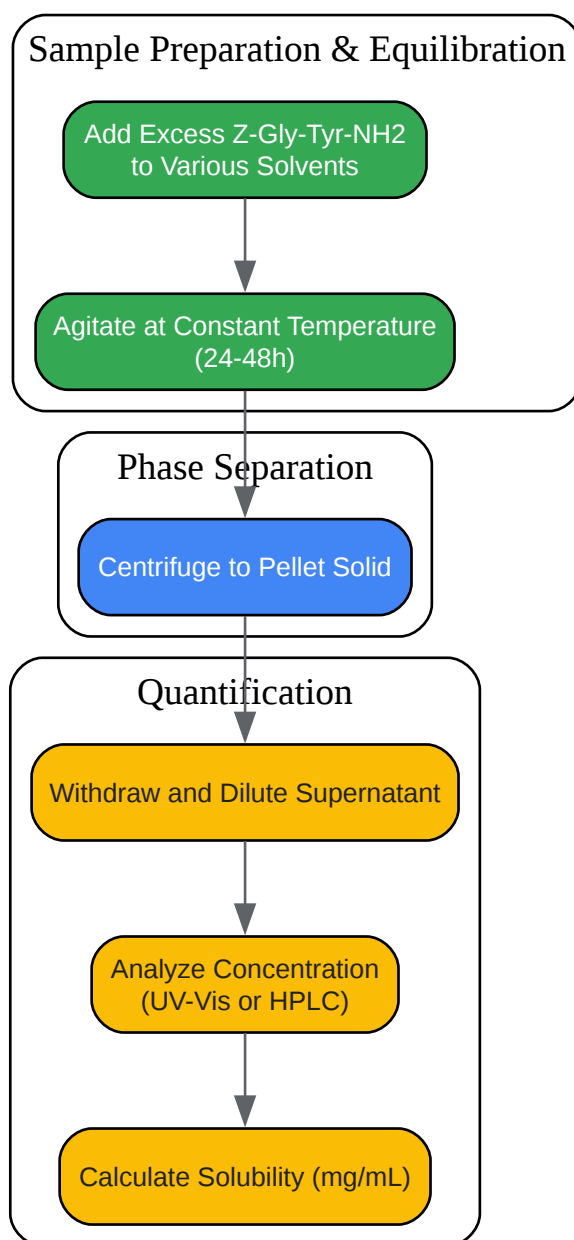 Sample Preparation & Equilibration
Add Excess Z-Gly-Tyr-NH2
to Various Solvents
Agitate at Constant Temperature
(24-48h)
Phase Separation
Centrifuge to Pellet Solid
Quantification
Withdraw and Dilute Supernatant
Analyze Concentration
(UV-Vis or HPLC)
Calculate Solubility (mg/mL)